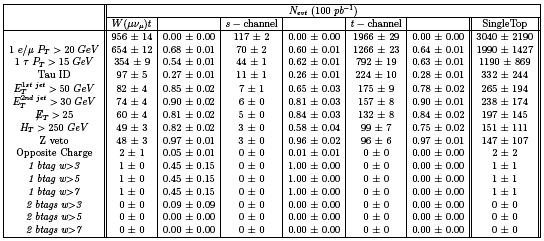 N_evt (100 pb^-1)
W(μν_μ)t s − channel t − channel SingleTop
956 ± 14 0.00 ± 0.00 117 ± 2 0.00 ± 0.00 1966 ± 29 0.00 ± 0.00 3040 ± 2190
1 e/μ P_T > 20 GeV 654 ± 12 0.68 ± 0.01 70 ± 2 0.60 ± 0.01 1266 ± 23 0.64 ± 0.01 1990 ± 1427
1 τ P_T > 15 GeV 354 ± 9 0.54 ± 0.01 44 ± 1 0.62 ± 0.01 792 ± 19 0.63 ± 0.01 1190 ± 869
Tau ID 97 ± 5 0.27 ± 0.01 11 ± 1 0.26 ± 0.01 224 ± 10 0.28 ± 0.01 332 ± 244
E_T^1st jet > 50 GeV 82 ± 4 0.85 ± 0.02 7 ± 1 0.65 ± 0.03 175 ± 9 0.78 ± 0.02 265 ± 194
E_T^2nd jet > 30 GeV 74 ± 4 0.90 ± 0.02 6 ± 0 0.81 ± 0.03 157 ± 8 0.90 ± 0.01 238 ± 174
E̸_T > 25 60 ± 4 0.81 ± 0.02 5 ± 0 0.84 ± 0.03 132 ± 8 0.84 ± 0.02 197 ± 145
H_T > 250 GeV 49 ± 3 0.82 ± 0.02 3 ± 0 0.58 ± 0.04 99 ± 7 0.75 ± 0.02 151 ± 111
Z veto 48 ± 3 0.97 ± 0.01 3 ± 0 0.96 ± 0.02 96 ± 6 0.97 ± 0.01 147 ± 107
Opposite Charge 2 ± 1 0.05 ± 0.01 0 ± 0 0.01 ± 0.01 0 ± 0 0.00 ± 0.00 2 ± 2
1 btag w>3 1 ± 0 0.45 ± 0.15 0 ± 0 1.00 ± 0.00 0 ± 0 0.00 ± 0.00 1 ± 1
1 btag w>5 1 ± 0 0.45 ± 0.15 0 ± 0 1.00 ± 0.00 0 ± 0 0.00 ± 0.00 1 ± 1
1 btag w>7 1 ± 0 0.45 ± 0.15 0 ± 0 1.00 ± 0.00 0 ± 0 0.00 ± 0.00 1 ± 1
2 btags w>3 0 ± 0 0.09 ± 0.09 0 ± 0 0.00 ± 0.00 0 ± 0 0.00 ± 0.00 0 ± 0
2 btags w>5 0 ± 0 0.00 ± 0.00 0 ± 0 0.00 ± 0.00 0 ± 0 0.00 ± 0.00 0 ± 0
2 btags w>7 0 ± 0 0.00 ± 0.00 0 ± 0 0.00 ± 0.00 0 ± 0 0.00 ± 0.00 0 ± 0